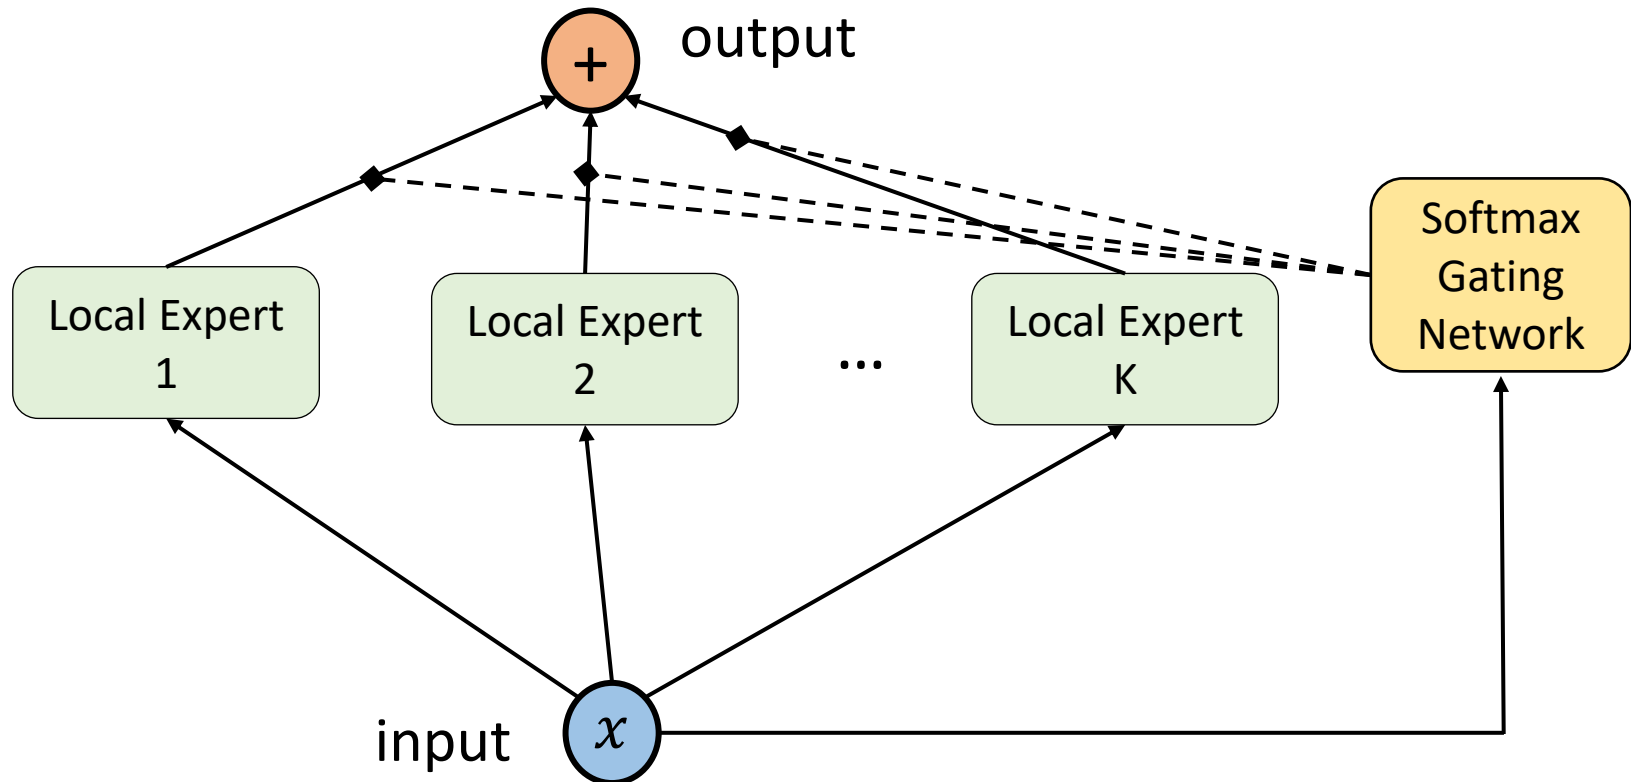 +
output
Softmax
Gating
Network
Local Expert
1
Local Expert
2
...
Local Expert
K
input
x